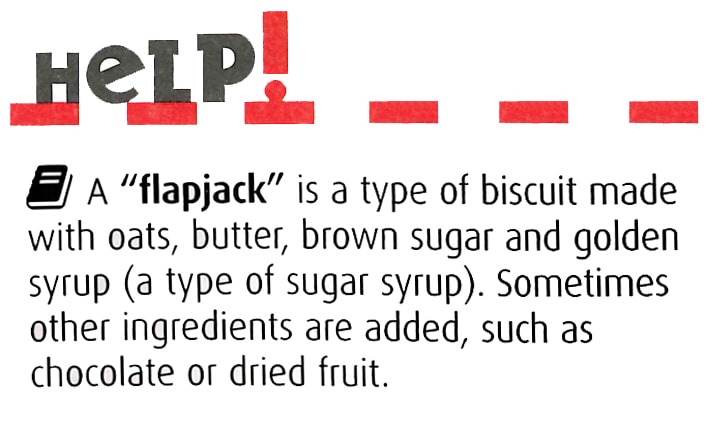 HeLP!
A “flapjack” is a type of biscuit made
with oats, butter, brown sugar and golden
syrup (a type of sugar syrup). Sometimes
other ingredients are added, such as
chocolate or dried fruit.